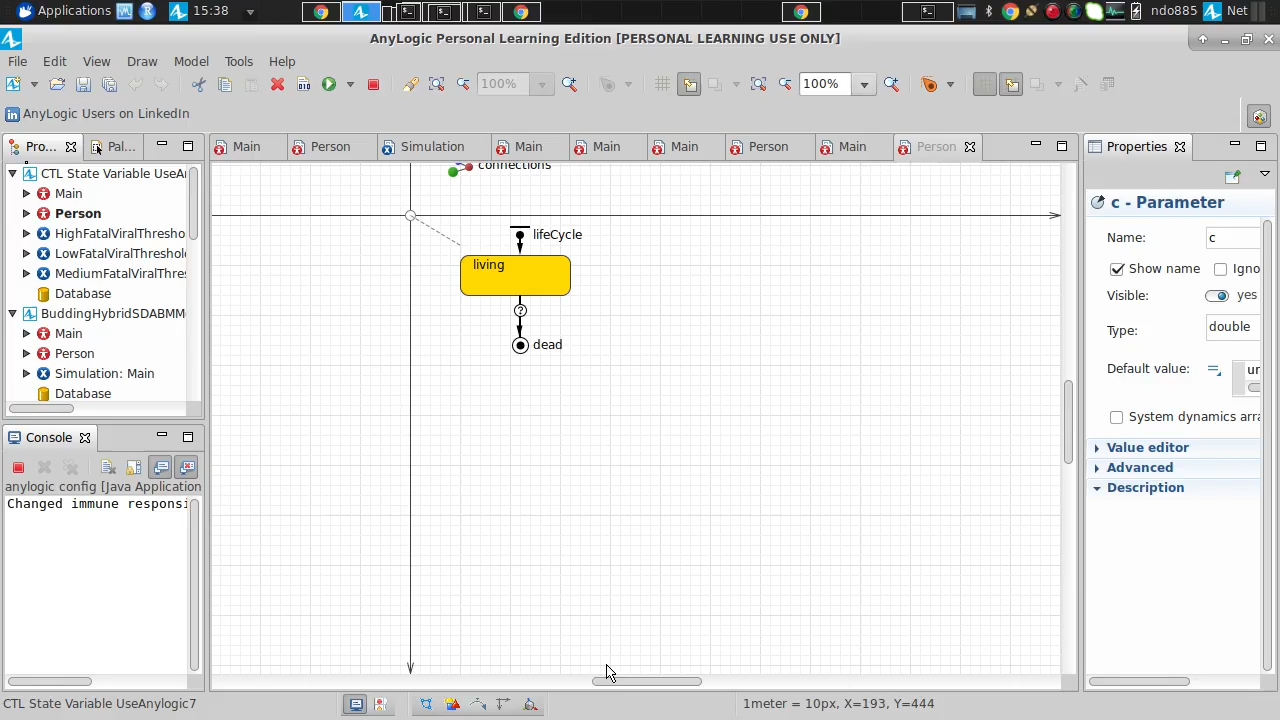 Applications
15:38
ndo885
Net
AnyLogic Personal Learning Edition [PERSONAL LEARNING USE ONLY]
File Edit View Draw Model Tools Help
100%
100%
AnyLogic Users on LinkedIn
Pro...
Pal...
Main
Person
Simulation
Main
Main
Main
Person
Main
Person
Properties
CTL State Variable UseAn
Main
Person
HighFatalViralThresho
LowFatalViralThreshol
MediumFatalViralThres
Database
BuddingHybridSDABMM
Main
Person
Simulation: Main
Database
Console
anylogic config [Java Application
Changed immune responsi
connections
lifeCycle
living
?
dead
c - Parameter
Name: c
Show name Igno
Visible: yes
Type: double
Default value: un
System dynamics arra
Value editor
Advanced
Description
CTL State Variable UseAnylogic7
1meter = 10px, X=193, Y=444